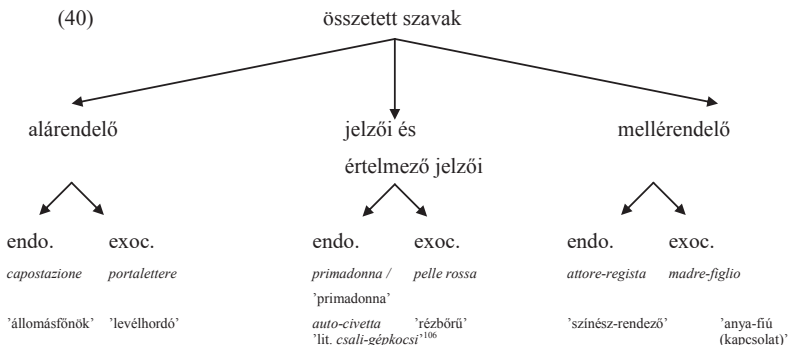 (40) összetett szavak
alárendelő jelzői és mellérendelő
értelmező jelzői
endo. exoc. endo. exoc. endo. exoc.
capostazione portalettere primadonna / pelle rossa attore-regista madre-figlio
’primadonna’
’állomásfőnök’ ’levélhordó’ auto-civetta ’rézbőrű’ ’színész-rendező’ ’anya-fiú
’lit. csali-gépkocsi’106 (kapcsolat)’